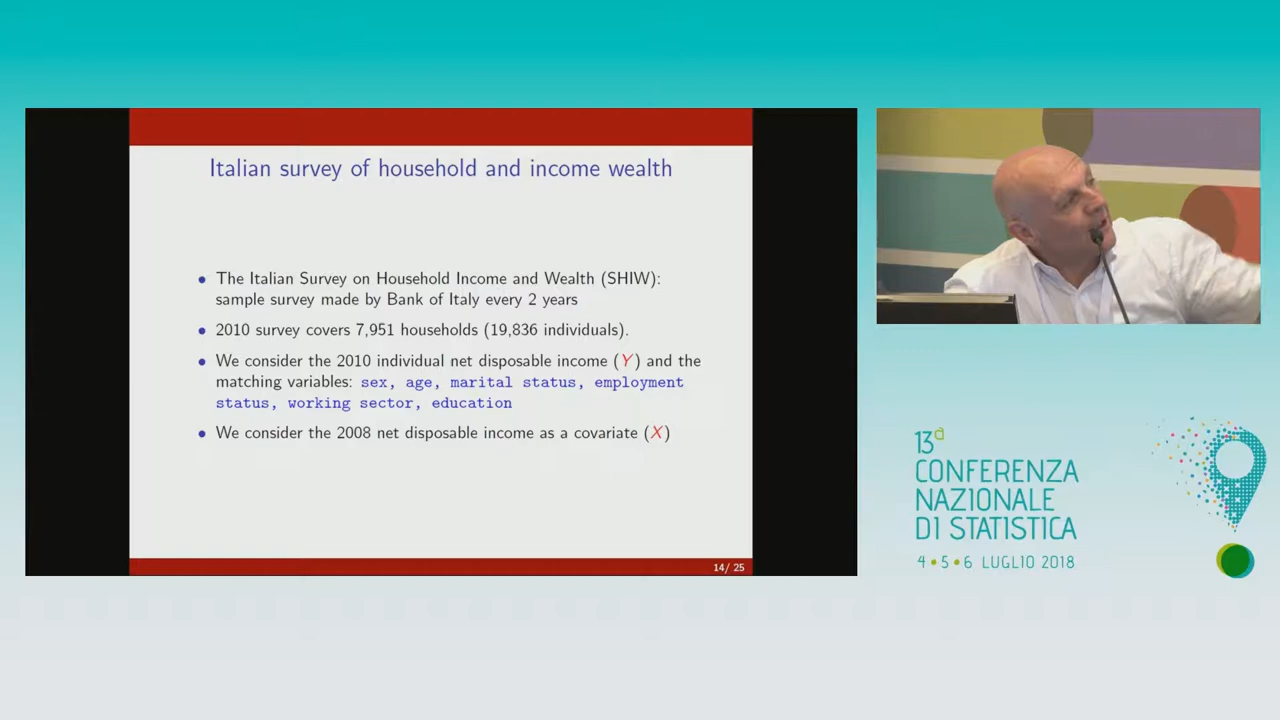 Italian survey of household and income wealth
• The Italian Survey on Household Income and Wealth (SHIW):
sample survey made by Bank of Italy every 2 years
• 2010 survey covers 7,951 households (19,836 individuals).
• We consider the 2010 individual net disposable income (Y) and the
matching variables: sex, age, marital status, employment
status, working sector, education
• We consider the 2008 net disposable income as a covariate (X)
14/ 25
13a
CONFERENZA
NAZIONALE
DI STATISTICA
4•5•6 LUGLIO 2018